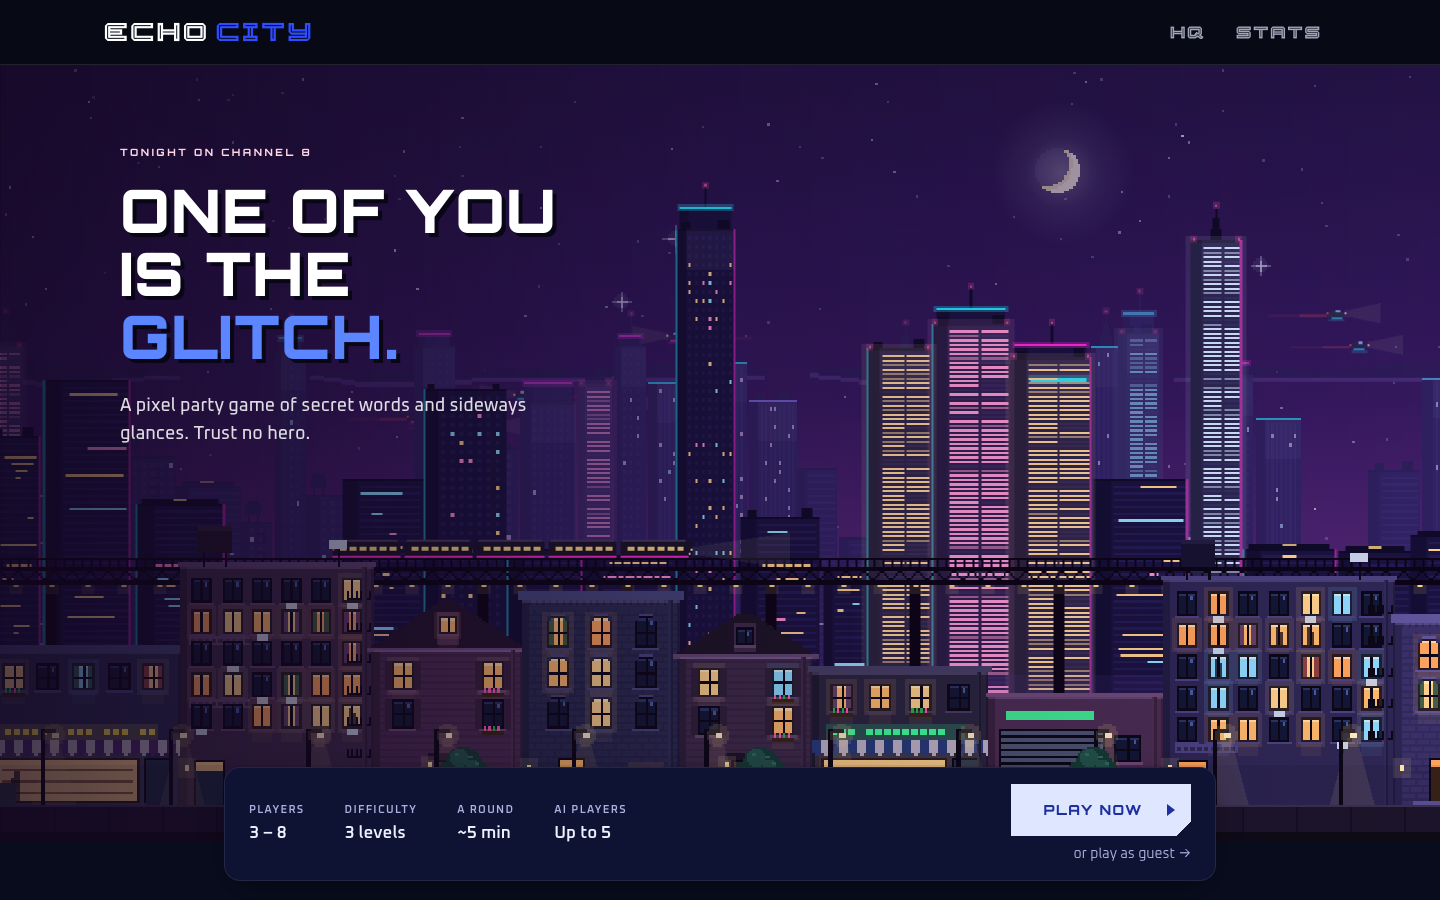 ECHO CITY
HQ STATS
TONIGHT ON CHANNEL 8
ONE OF YOU
IS THE
GLITCH.
A pixel party game of secret words and sideways
glances. Trust no hero.
PLAYERS
3 – 8
DIFFICULTY
3 levels
A ROUND
~5 min
AI PLAYERS
Up to 5
PLAY NOW
or play as guest →